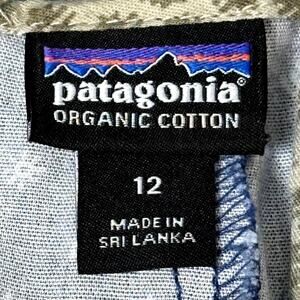 patagonia®
ORGANIC COTTON
12
MADE IN
SRI LANKA